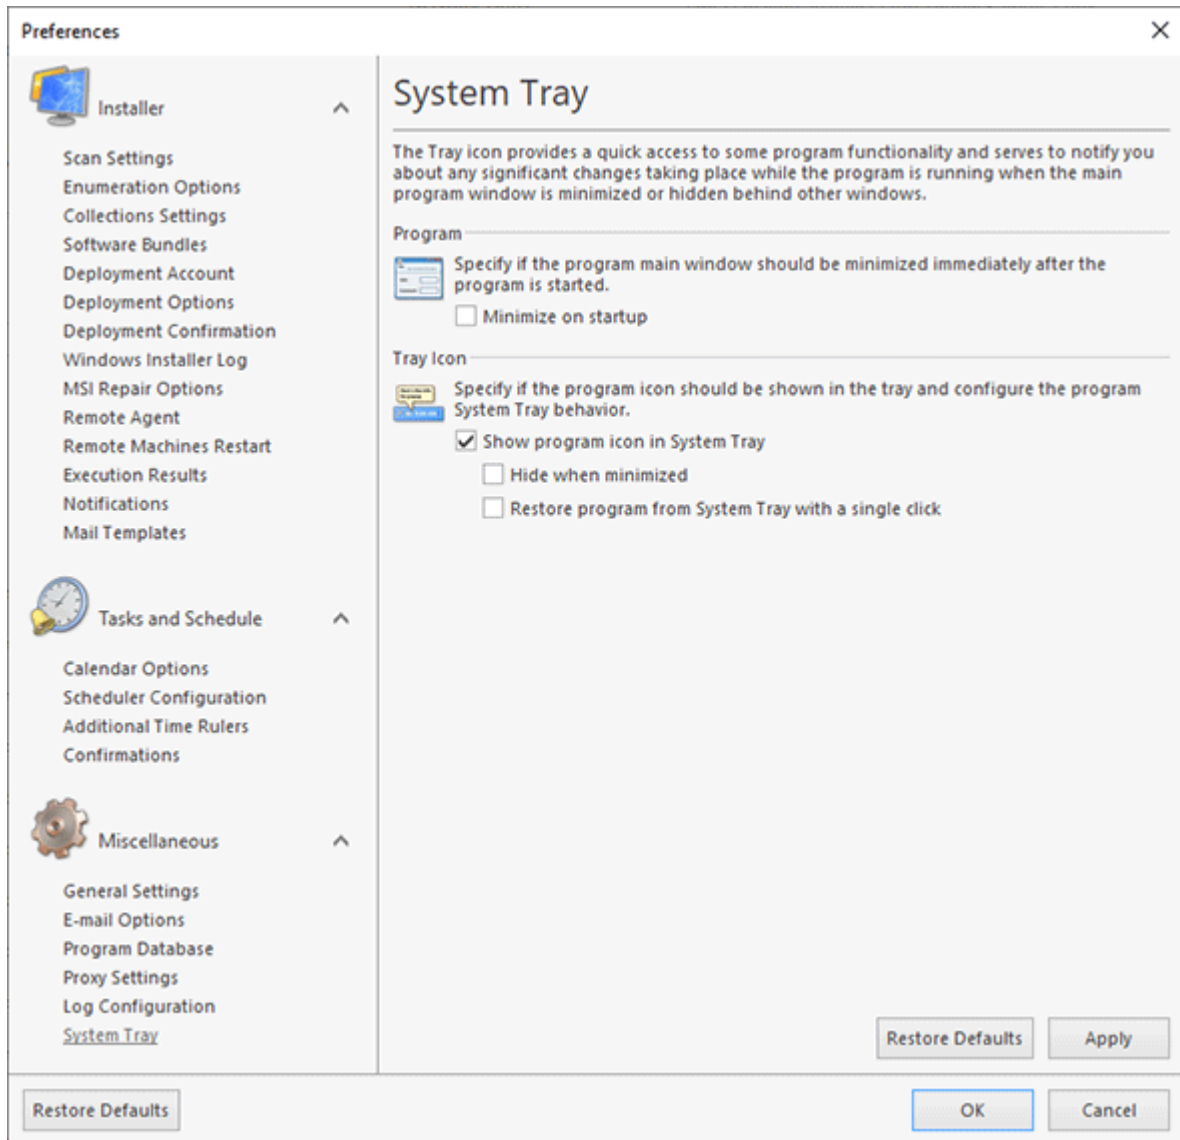 Preferences
Installer
Scan Settings
Enumeration Options
Collections Settings
Software Bundles
Deployment Account
Deployment Options
Deployment Confirmation
Windows Installer Log
MSI Repair Options
Remote Agent
Remote Machines Restart
Execution Results
Notifications
Mail Templates
Tasks and Schedule
Calendar Options
Scheduler Configuration
Additional Time Rulers
Confirmations
Miscellaneous
General Settings
E-mail Options
Program Database
Proxy Settings
Log Configuration
System Tray
System Tray
The Tray icon provides a quick access to some program functionality and serves to notify you
about any significant changes taking place while the program is running when the main
program window is minimized or hidden behind other windows.
Program
Specify if the program main window should be minimized immediately after the
program is started.
Minimize on startup
Tray Icon
Specify if the program icon should be shown in the tray and configure the program
System Tray behavior.
Show program icon in System Tray
Hide when minimized
Restore program from System Tray with a single click
Restore Defaults
Apply
Restore Defaults
OK
Cancel